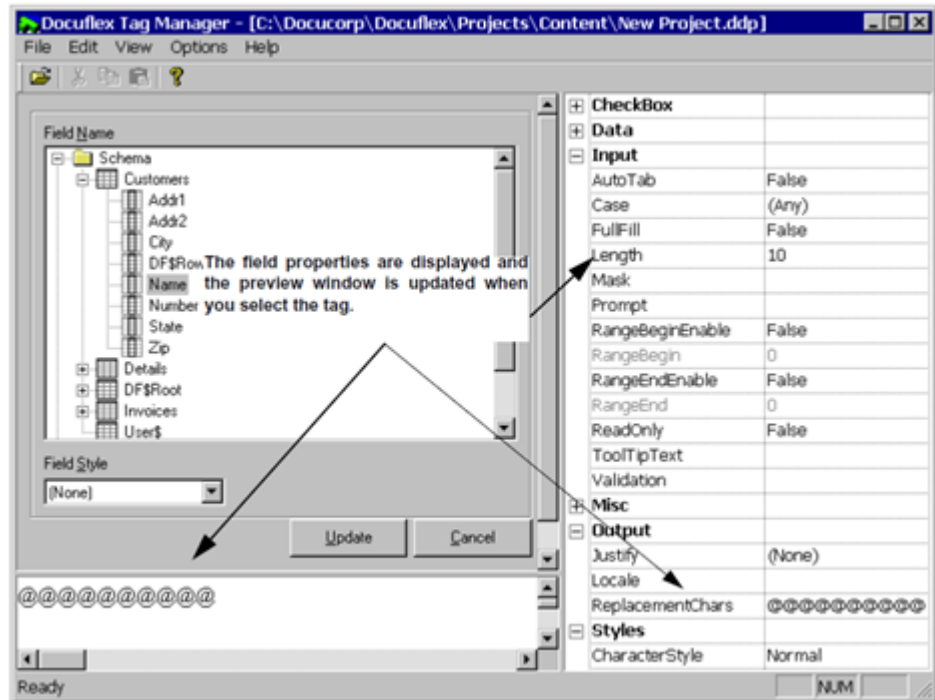 Docuflex Tag Manager - [C:\Docucorp\Docuflex\Projects\Content\New Project.ddp]
File Edit View Options Help
Field Name
Schema
Customers
Addr1
Addr2
City
DF$Row
Name
Number
State
Zip
Details
DF$Root
Invoices
User$
The field properties are displayed and
the preview window is updated when
you select the tag.
Field Style
(None)
Update Cancel
@@@@@@@@@@
CheckBox
Data
Input
AutoTab False
Case (Any)
FullFill False
Length 10
Mask
Prompt
RangeBeginEnable False
RangeBegin 0
RangeEndEnable False
RangeEnd 0
ReadOnly False
ToolTipText
Validation
Misc
Output
Justify (None)
Locale
ReplacementChars @@@@@@@@@@
Styles
CharacterStyle Normal
Ready NUM